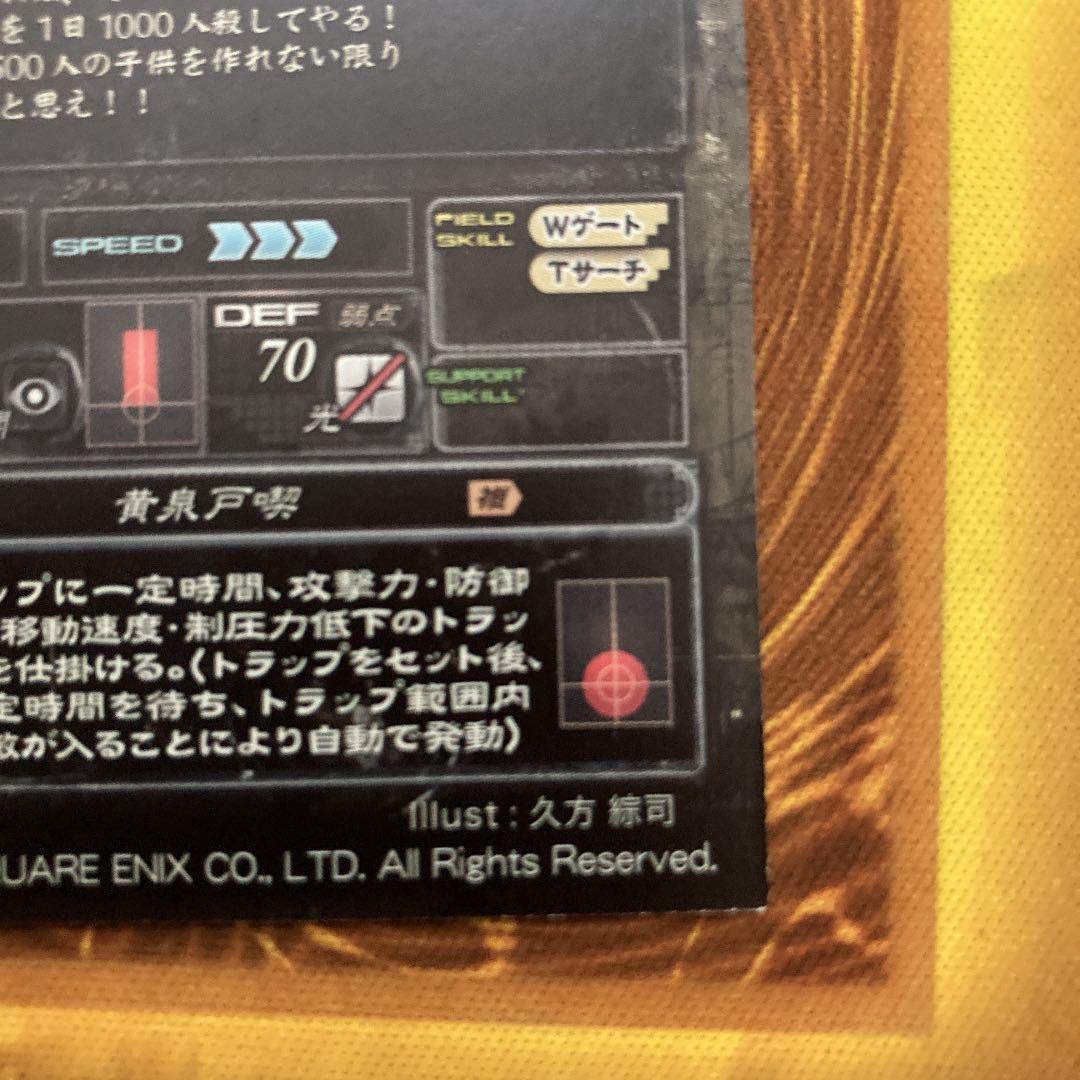 を1日1000人殺してやる！
500人の子供を作れない限り
と思え！！
SPEED
FIELD SKILL
Wゲート
Tサーチ
DEF 弱点
70
光
SUPPORT SKILL
黄泉戸喫
ップに一定時間、攻撃力・防御
移動速度・制圧力低下のトラッ
を仕掛ける。（トラップをセット後、
定時間を待ち、トラップ範囲内
敵が入ることにより自動で発動）
Illust：久方 綜司
QUARE ENIX CO., LTD. All Rights Reserved.